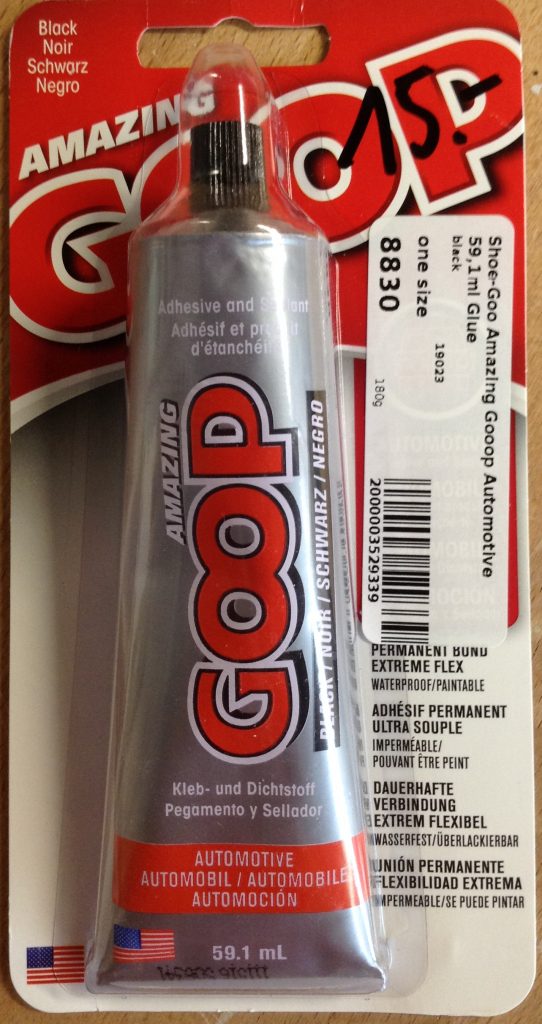 Black
Noir
Schwarz
Negro
AMAZING
GOOP
15.-
Shoe-Goo Amazing Gooop Automotive
59,1ml Glue
black
one size
19023
8830
180g
2000003529339
Adhesive and Sealant
Adhésif et
d'étanchéi
AMAZING
GOOP
BLACK / NOIR / SCHWARZ / NEGRO
Kleb- und Dichtstoff
Pegamento y Sellador
AUTOMOTIVE
AUTOMOBIL / AUTOMOBILE
AUTOMOCIÓN
59.1 mL
PERMANENT BOND
EXTREME FLEX
WATERPROOF/PAINTABLE
ADHÉSIF PERMANENT
ULTRA SOUPLE
IMPERMÉABLE/
POUVANT ÊTRE PEINT
DAUERHAFTE
VERBINDUNG
EXTREM FLEXIBEL
WASSERFEST/ÜBERLACKIERBAR
UNIÓN PERMANENTE
FLEXIBILIDAD EXTREMA
IMPERMEABLE/SE PUEDE PINTAR